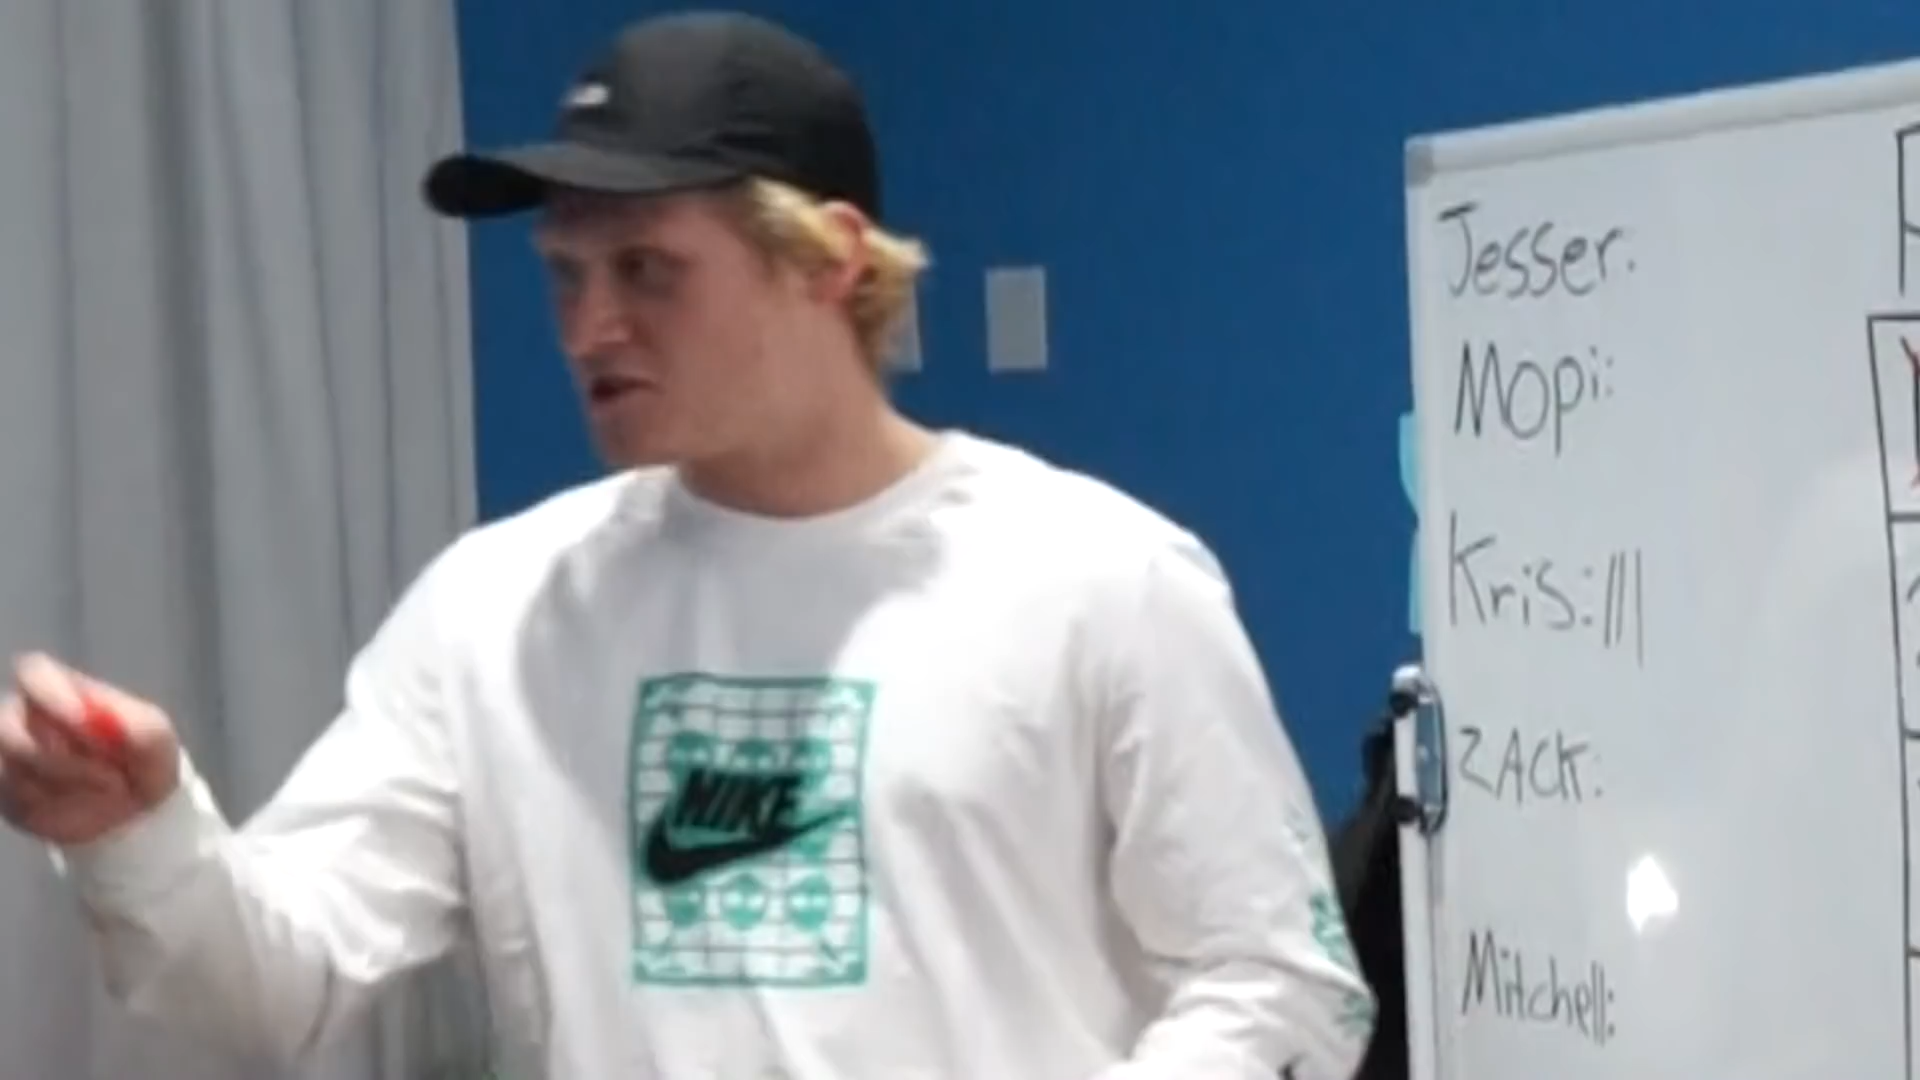 NIKE
Jesser:
Mopi:
Kris: |||
ZACK:
Mitchell: